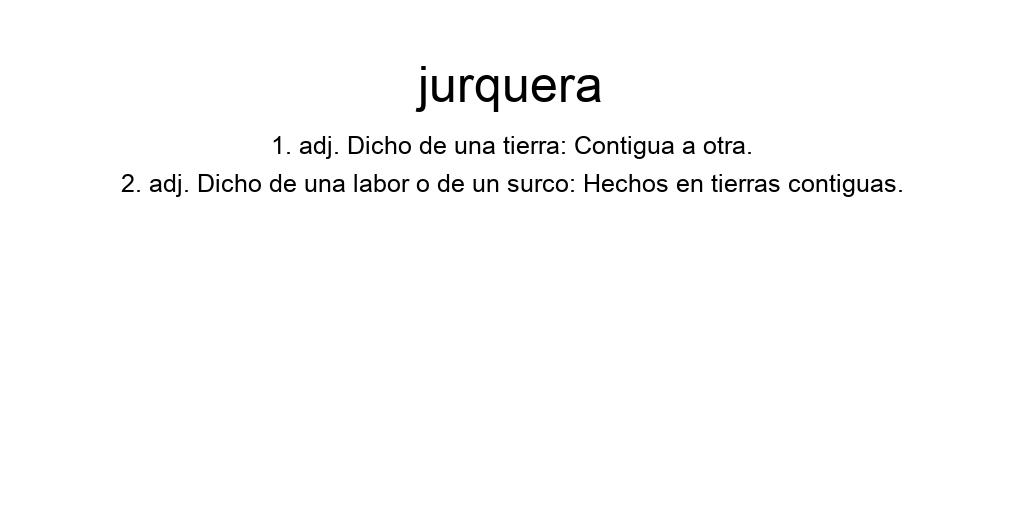 jurquera
1. adj. Dicho de una tierra: Contigua a otra.
2. adj. Dicho de una labor o de un surco: Hechos en tierras contiguas.